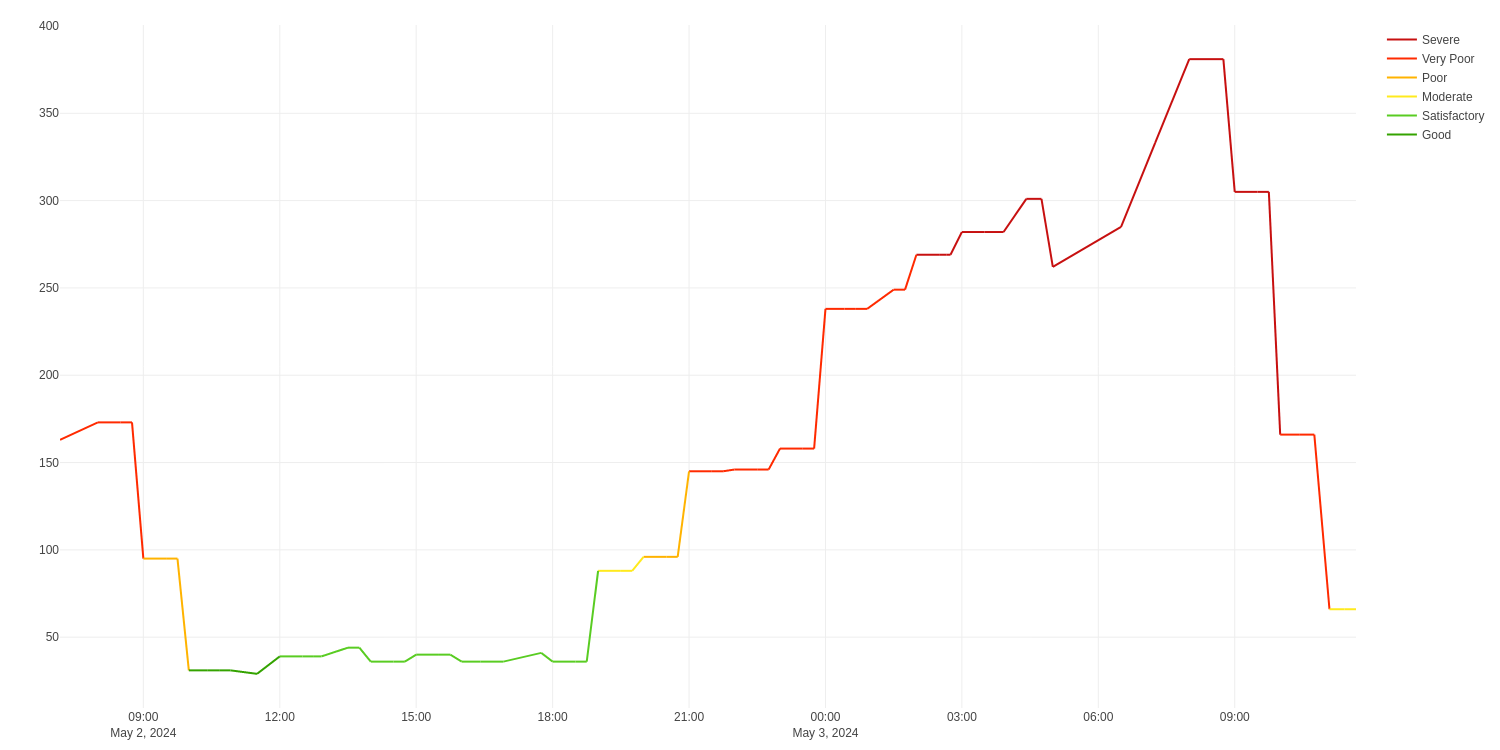 400
350
300
250
200
150
100
50
09:00
May 2, 2024
12:00
15:00
18:00
21:00
00:00
May 3, 2024
03:00
06:00
09:00
Severe
Very Poor
Poor
Moderate
Satisfactory
Good